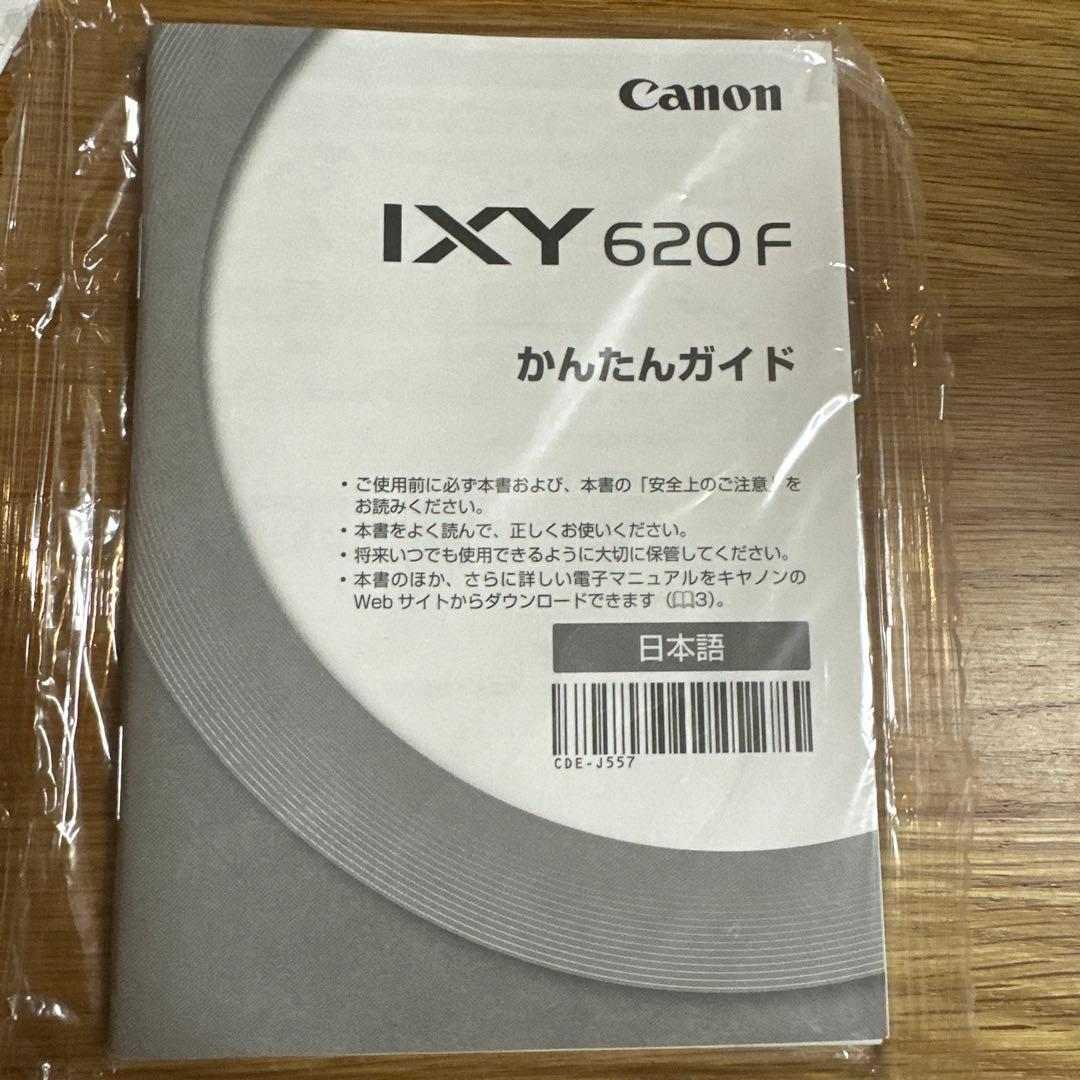 Canon
IXY 620 F
かんたんガイド
・ご使用前に必ず本書および、本書の「安全上のご注意」を
お読みください。
・本書をよく読んで、正しくお使いください。
・将来いつでも使用できるように大切に保管してください。
・本書のほか、さらに詳しい電子マニュアルをキヤノンの
Webサイトからダウンロードできます（📖3）。
日本語
CDE-J557